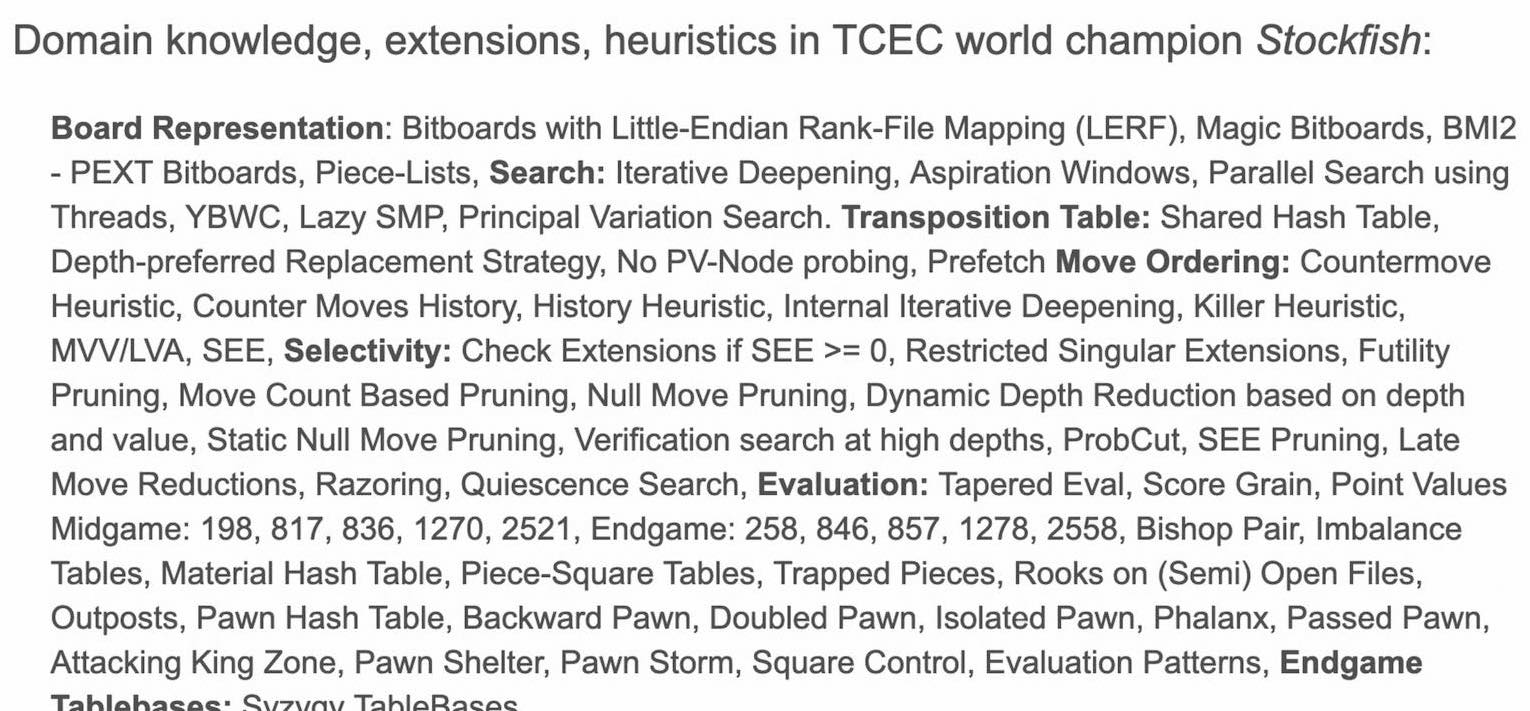 Domain knowledge, extensions, heuristics in TCEC world champion Stockfish:
Board Representation: Bitboards with Little-Endian Rank-File Mapping (LERF), Magic Bitboards, BMI2
- PEXT Bitboards, Piece-Lists, Search: Iterative Deepening, Aspiration Windows, Parallel Search using
Threads, YBWC, Lazy SMP, Principal Variation Search. Transposition Table: Shared Hash Table,
Depth-preferred Replacement Strategy, No PV-Node probing, Prefetch Move Ordering: Countermove
Heuristic, Counter Moves History, History Heuristic, Internal Iterative Deepening, Killer Heuristic,
MVV/LVA, SEE, Selectivity: Check Extensions if SEE >= 0, Restricted Singular Extensions, Futility
Pruning, Move Count Based Pruning, Null Move Pruning, Dynamic Depth Reduction based on depth
and value, Static Null Move Pruning, Verification search at high depths, ProbCut, SEE Pruning, Late
Move Reductions, Razoring, Quiescence Search, Evaluation: Tapered Eval, Score Grain, Point Values
Midgame: 198, 817, 836, 1270, 2521, Endgame: 258, 846, 857, 1278, 2558, Bishop Pair, Imbalance
Tables, Material Hash Table, Piece-Square Tables, Trapped Pieces, Rooks on (Semi) Open Files,
Outposts, Pawn Hash Table, Backward Pawn, Doubled Pawn, Isolated Pawn, Phalanx, Passed Pawn,
Attacking King Zone, Pawn Shelter, Pawn Storm, Square Control, Evaluation Patterns, Endgame
Tablebases: Syzygy TableBases